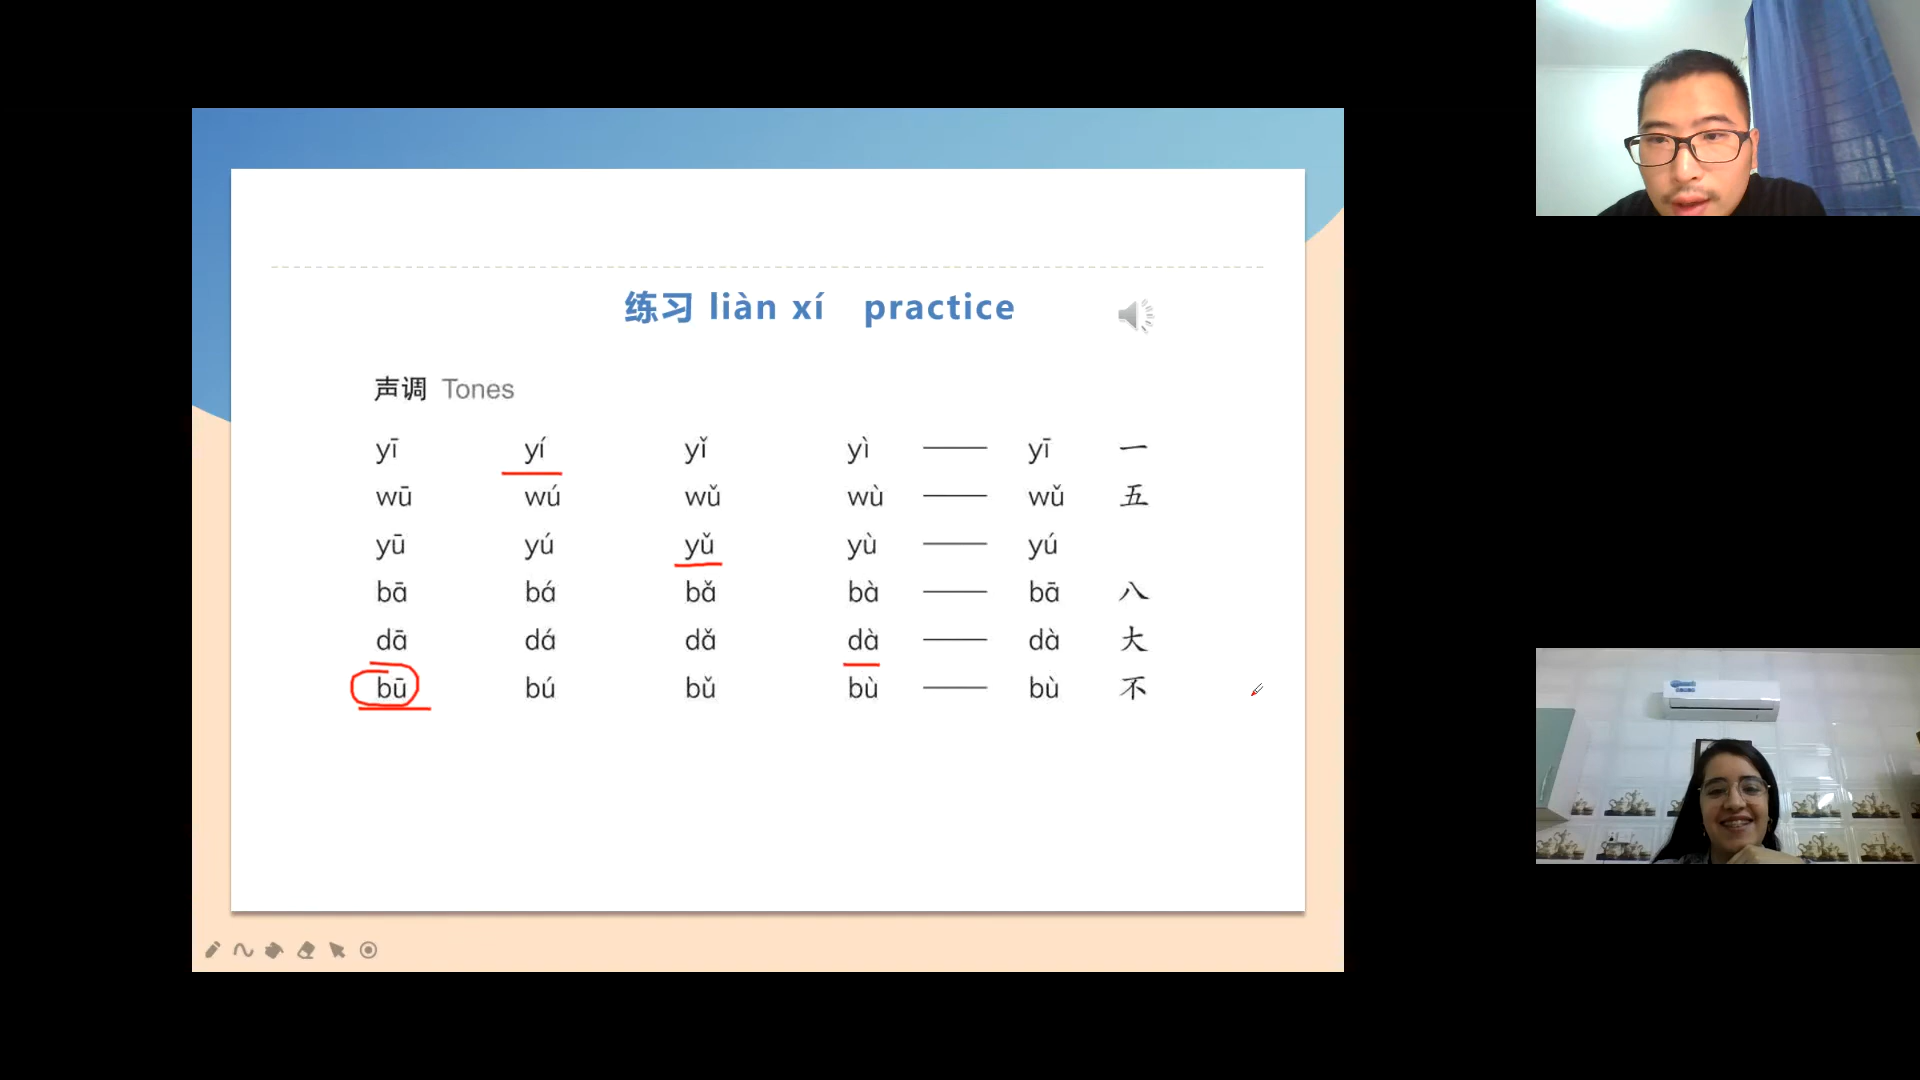 练习 liàn xí practice
声调 Tones
yī yí yǐ yì —— yī 一
wū wú wǔ wù —— wǔ 五
yū yú yǔ yù —— yú
bā bá bǎ bà —— bā 八
dā dá dǎ dà —— dà 大
bū bú bǔ bù —— bù 不